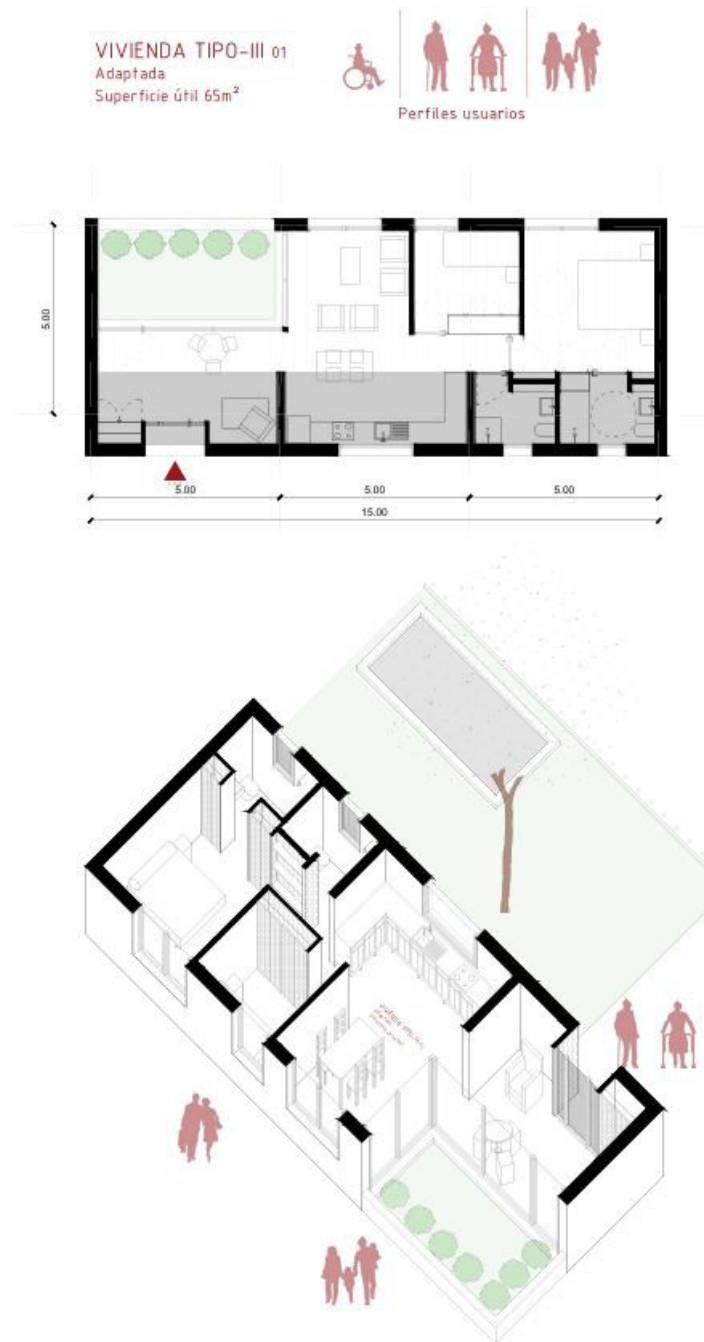 VIVIENDA TIPO-III 01
Adaptada
Superficie útil 65m²
Perfiles usuarios
5.00
5.00
5.00
5.00
15.00